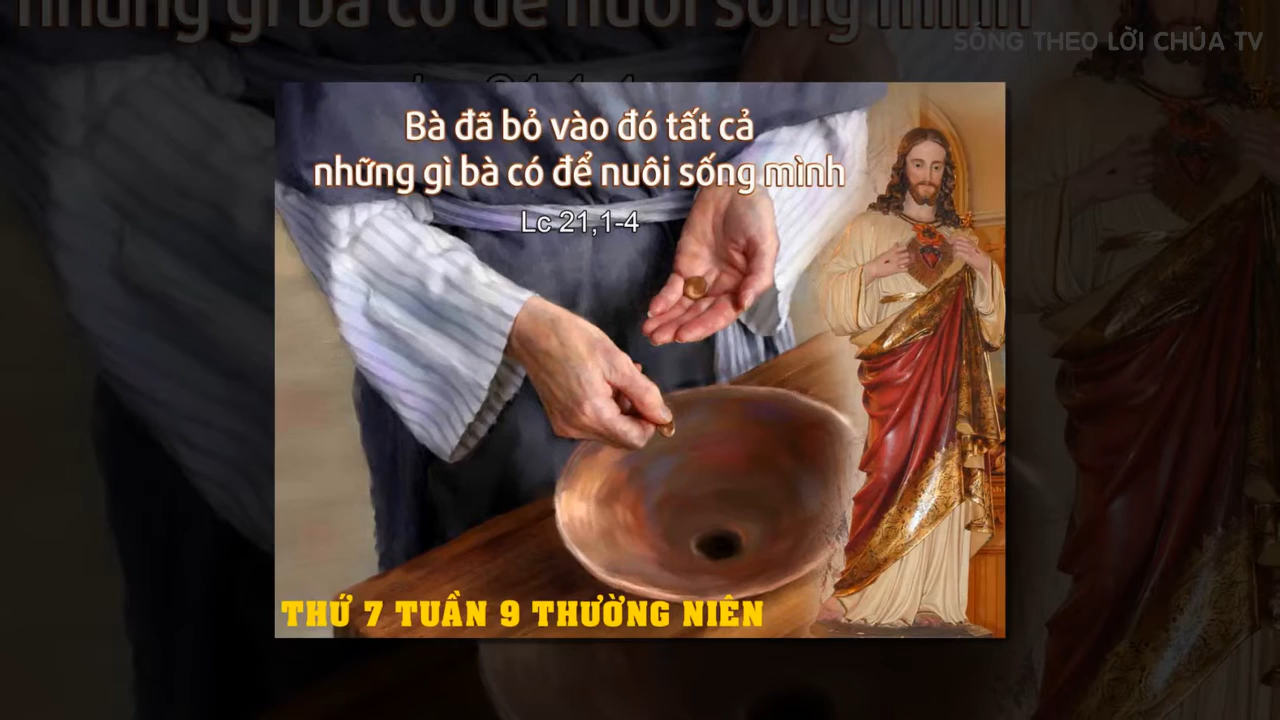 SỐNG THEO LỜI CHÚA TV
Bà đã bỏ vào đó tất cả
những gì bà có để nuôi sống mình
Lc 21,1-4
THỨ 7 TUẦN 9 THƯỜNG NIÊN